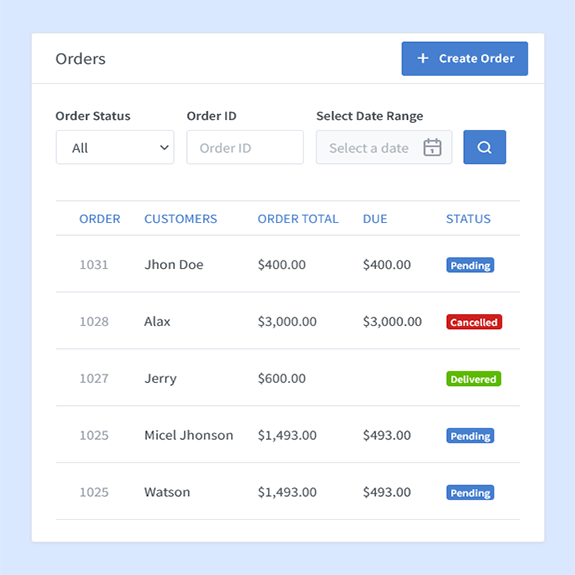 Orders
+ Create Order
Order Status Order ID Select Date Range
All Order ID Select a date 1
ORDER CUSTOMERS ORDER TOTAL DUE STATUS
1031 Jhon Doe $400.00 $400.00 Pending
1028 Alax $3,000.00 $3,000.00 Cancelled
1027 Jerry $600.00 Delivered
1025 Micel Jhonson $1,493.00 $493.00 Pending
1025 Watson $1,493.00 $493.00 Pending